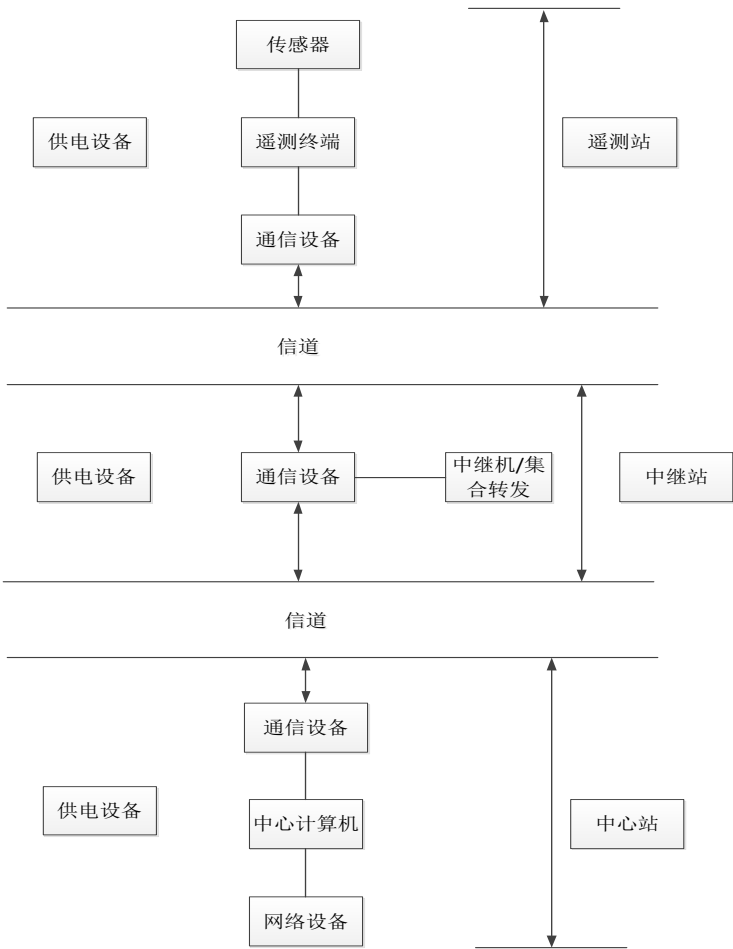 传感器
供电设备
遥测终端
遥测站
通信设备
信道
供电设备
通信设备
中继机/集
合转发
中继站
信道
通信设备
供电设备
中心计算机
中心站
网络设备